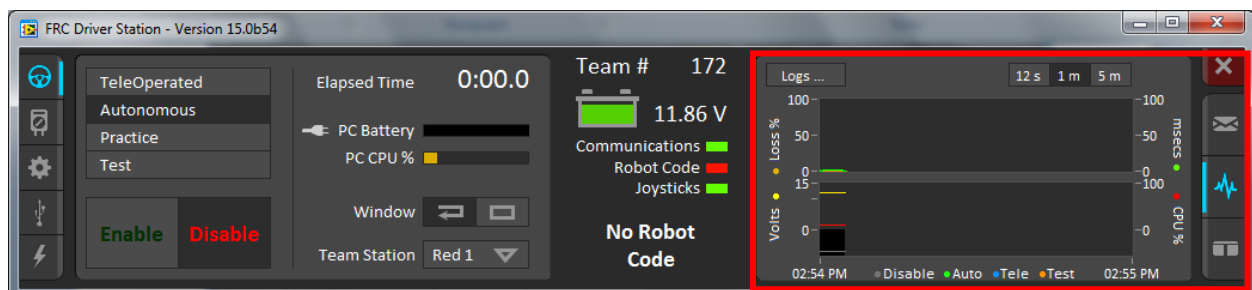 FRC Driver Station - Version 15.0b54
TeleOperated
Autonomous
Practice
Test
Enable
Disable
Elapsed Time 0:00.0
PC Battery
PC CPU %
Window
Team Station Red 1
Team # 172
11.86 V
Communications
Robot Code
Joysticks
No Robot
Code
Logs ...
12 s 1 m 5 m
100
50
0
Loss %
100
50
0
msecs
15
0
Volts
100
0
CPU %
02:54 PM Disable Auto Tele Test 02:55 PM